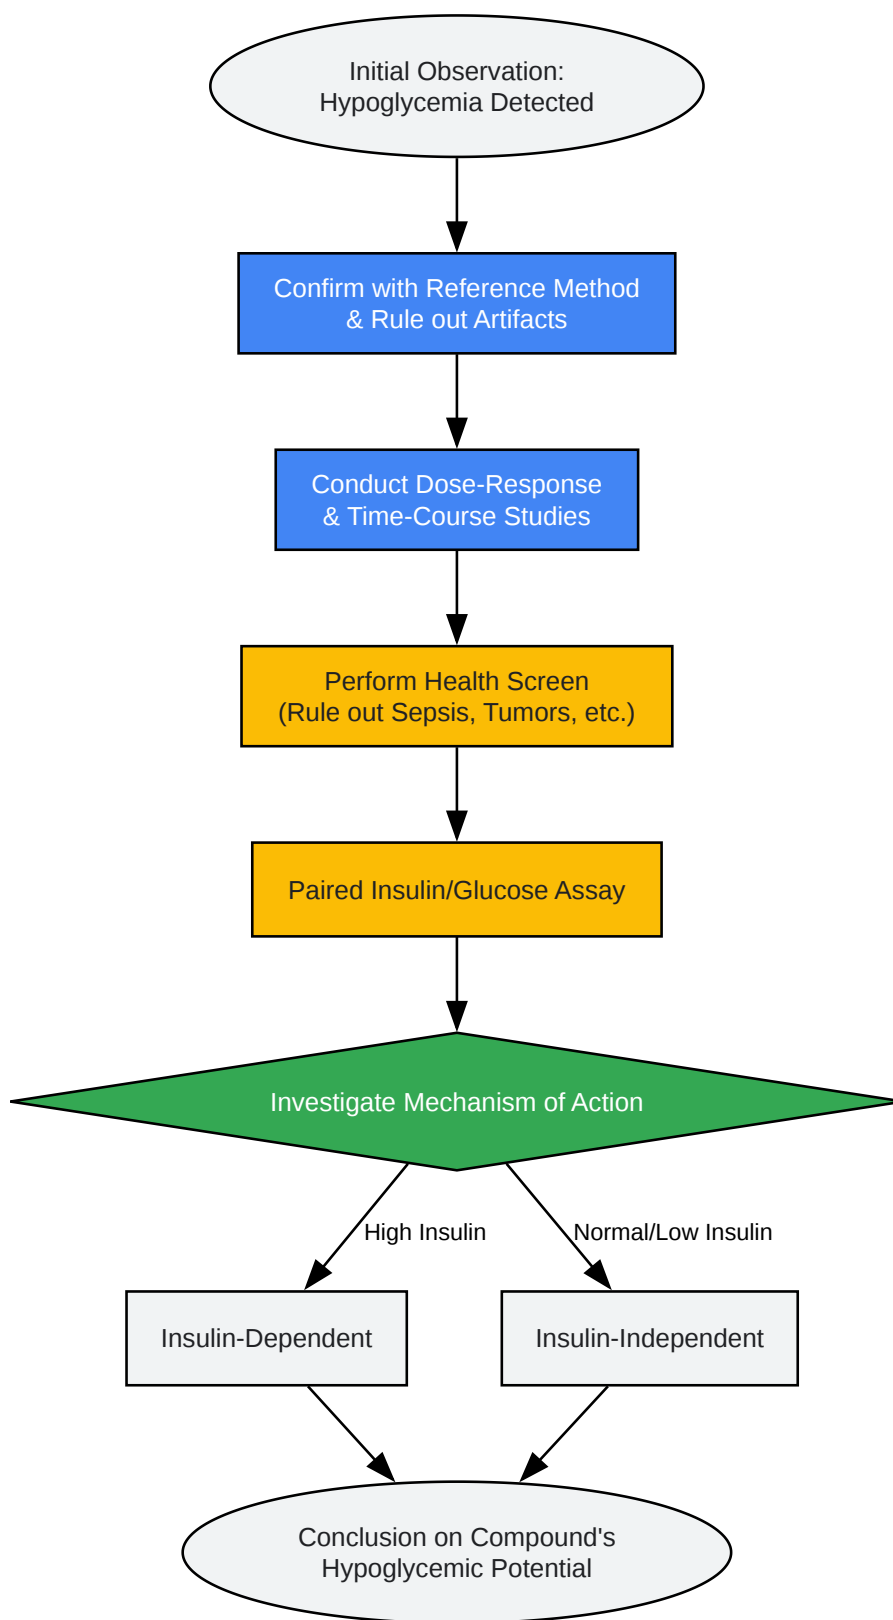 Initial Observation:
Hypoglycemia Detected
Confirm with Reference Method
& Rule out Artifacts
Conduct Dose-Response
& Time-Course Studies
Perform Health Screen
(Rule out Sepsis, Tumors, etc.)
Paired Insulin/Glucose Assay
Investigate Mechanism of Action
High Insulin
Normal/Low Insulin
Insulin-Dependent
Insulin-Independent
Conclusion on Compound's
Hypoglycemic Potential